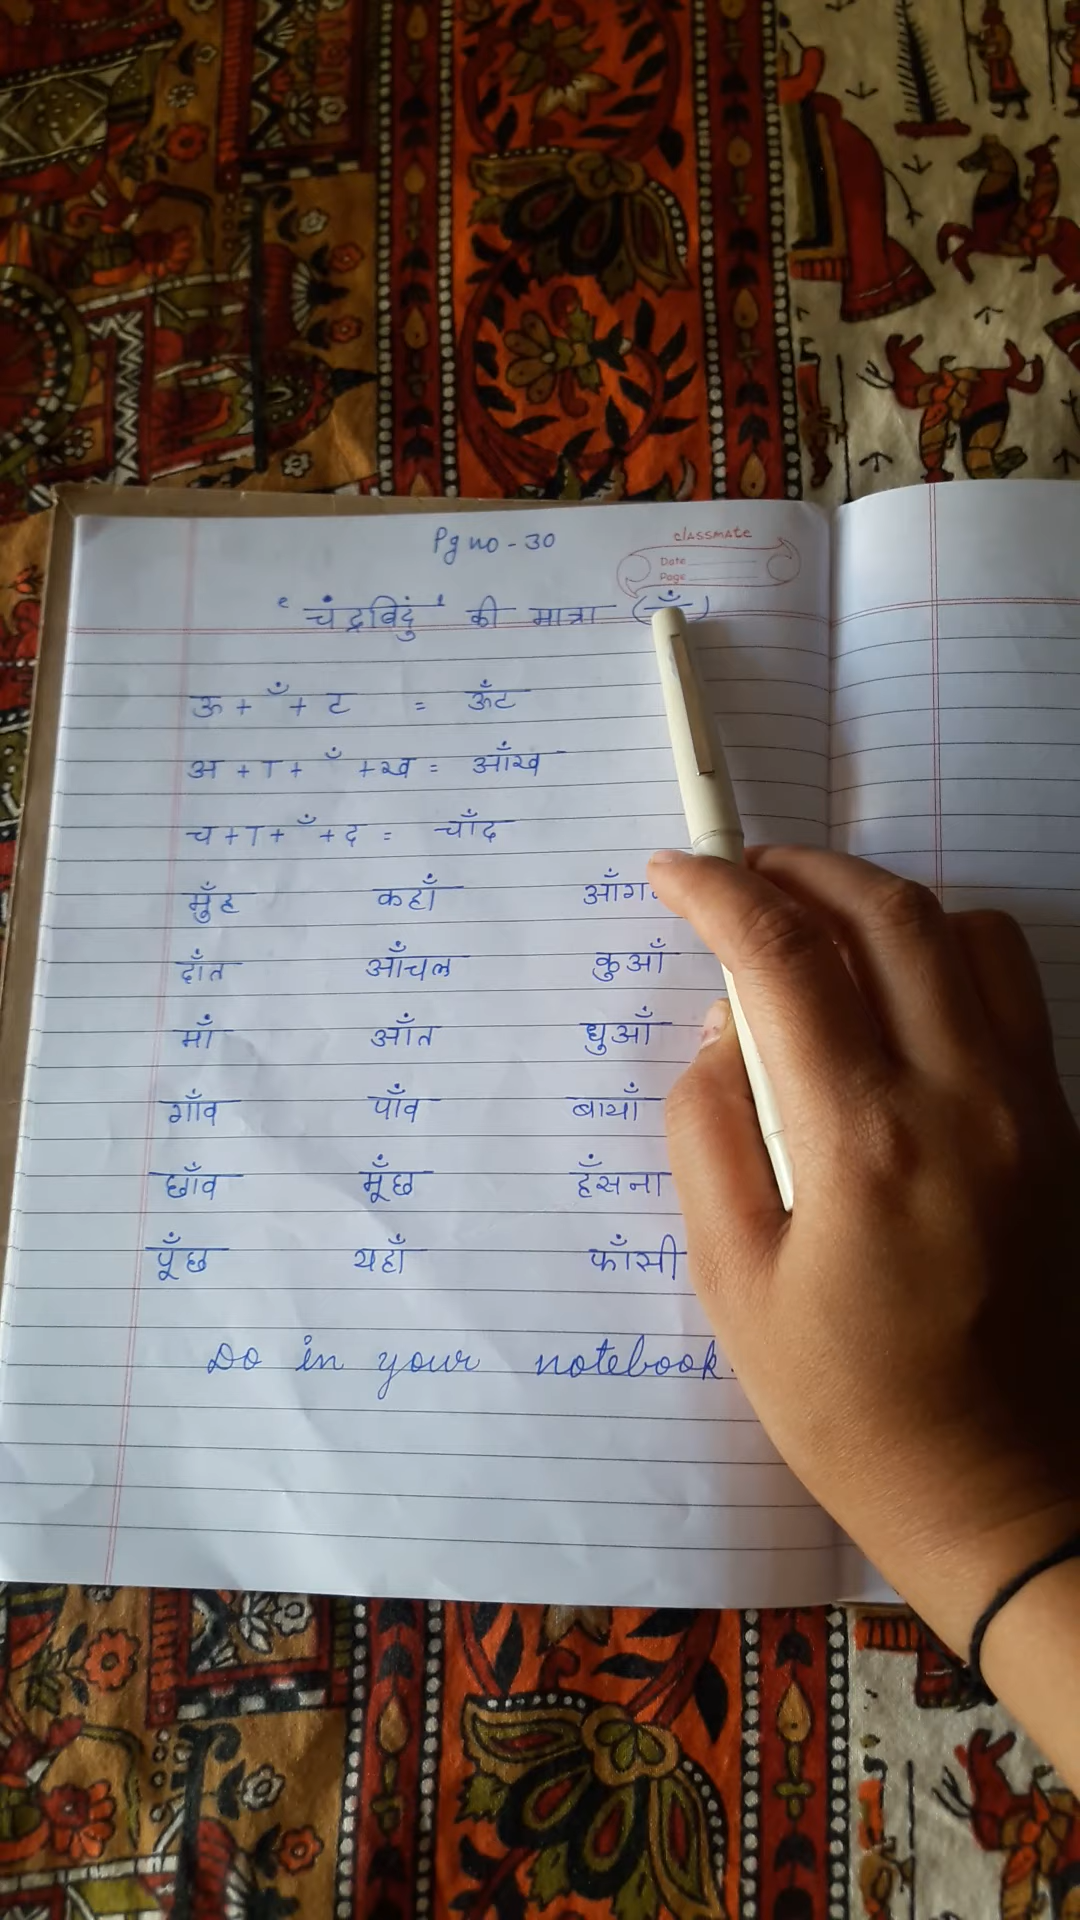 Pg no - 30
classmate
Date
Page
'चंद्रबिदुं' की मात्रा (ँ)
ऊ + ँ + ट = ऊँट
अ + ा + ँ + ख = आँख
च + ा + ँ + द = चाँद
मुँह कहाँ
दाँत आँचल कुआँ
माँ आँत धुआँ
गाँव पाँव बायाँ
छाँव मूँछ हँसना
पूँछ यहाँ फाँसी
Do in your notebook.